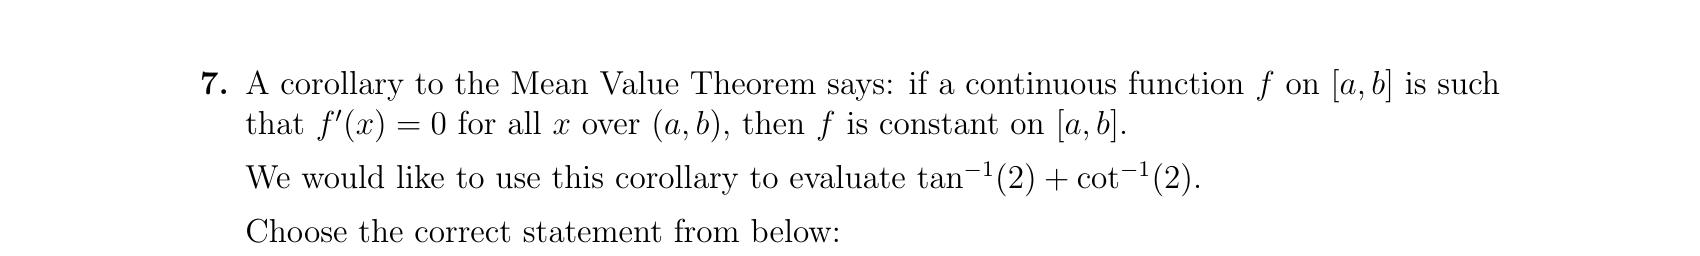 7. A corollary to the Mean Value Theorem says: if a continuous function f on [a, b] is such
that f′(x) = 0 for all x over (a, b), then f is constant on [a, b].
We would like to use this corollary to evaluate tan⁻¹(2) + cot⁻¹(2).
Choose the correct statement from below: